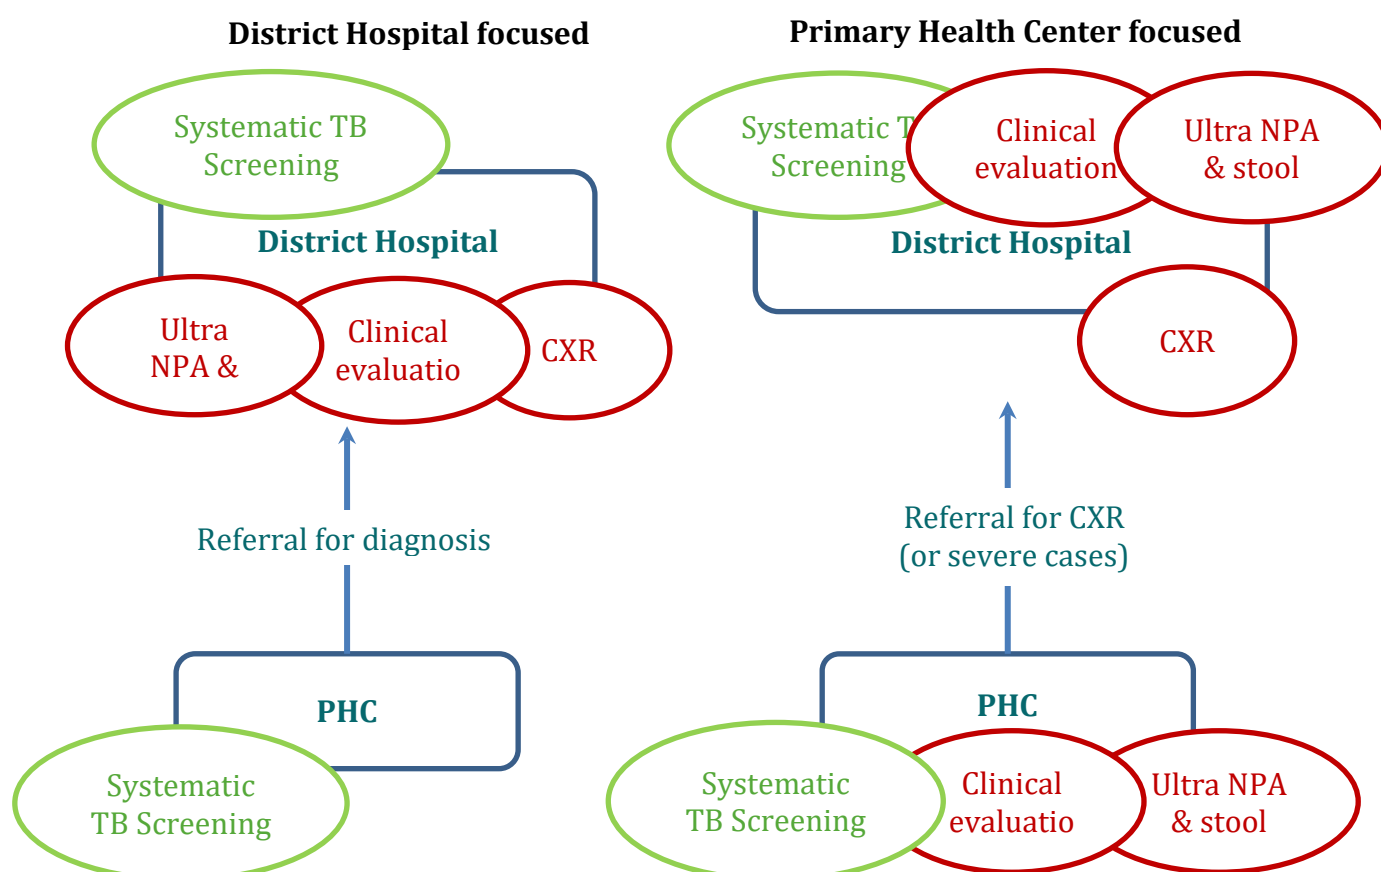 District Hospital focused
Systematic TB
Screening
District Hospital
Ultra
NPA &
Clinical
evaluatio
CXR
Referral for diagnosis
PHC
Systematic
TB Screening
Primary Health Center focused
Systematic T
Screening
Clinical
evaluation
Ultra NPA
& stool
District Hospital
CXR
Referral for CXR
(or severe cases)
PHC
Systematic
TB Screening
Clinical
evaluatio
Ultra NPA
& stool